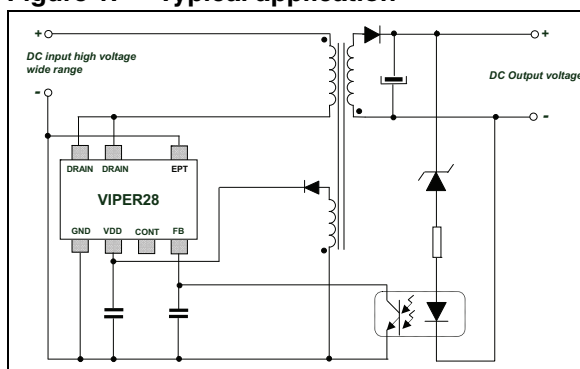 Figure 1. Typical application
+
+
DC input high voltage
wide range
DC Output voltage
-
-
DRAIN DRAIN EPT
VIPER28
GND VDD CONT FB